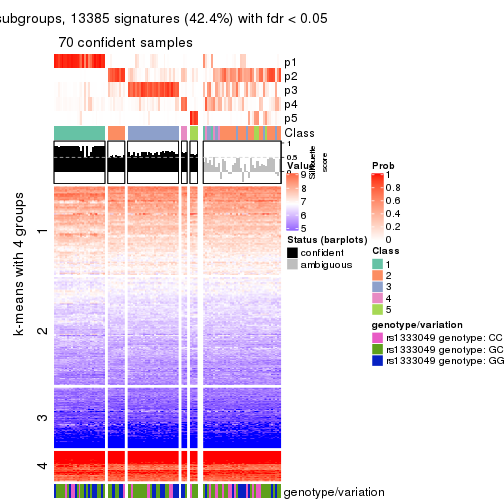 subgroups, 13385 signatures (42.4%) with fdr < 0.05
70 confident samples
p1
p2
p3
p4
p5
Class
1
0.5
0
Silhouette
score
k-means with 4 groups
1
2
3
4
genotype/variation
Value
9
8
7
6
5
Status (barplots)
confident
ambiguous
Prob
1
0.8
0.6
0.4
0.2
0
Class
1
2
3
4
5
genotype/variation
rs1333049 genotype: CC
rs1333049 genotype: GC
rs1333049 genotype: GG